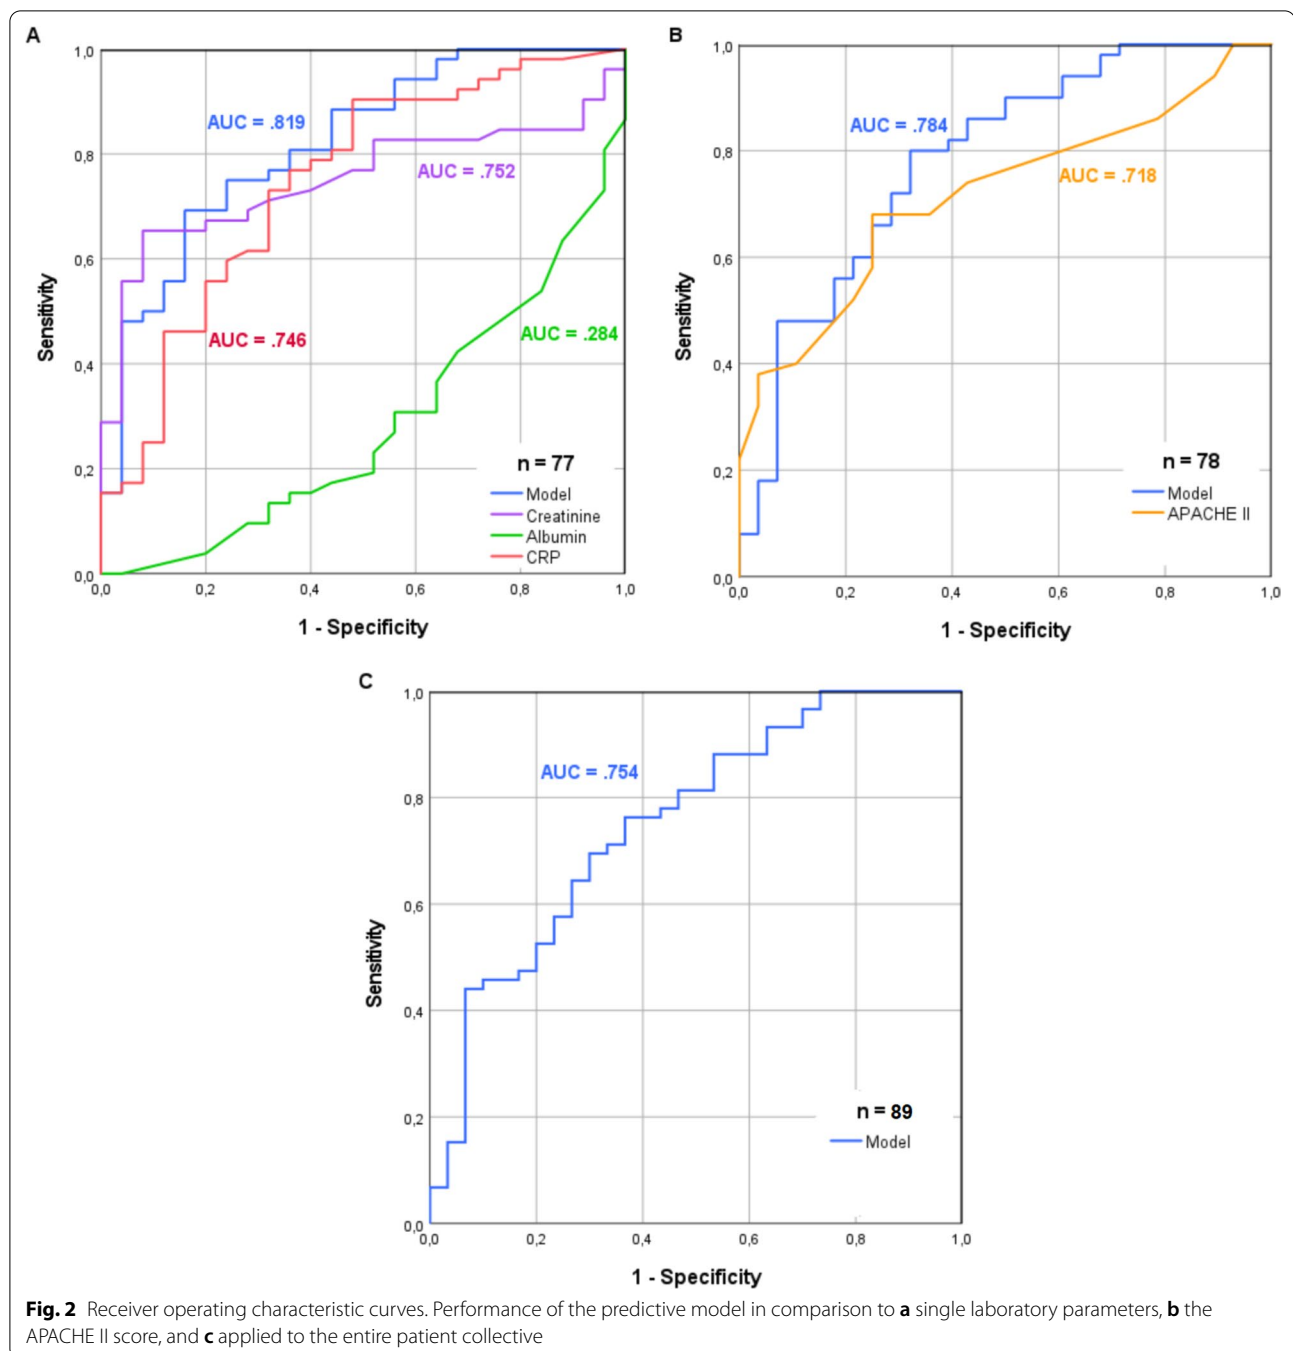 A
1,0
0,8
0,6
0,4
0,2
0,0
Sensitivity
AUC = .819
AUC = .752
AUC = .746
AUC = .284
n = 77
Model
Creatinine
Albumin
CRP
0,0 0,2 0,4 0,6 0,8 1,0
1 - Specificity
B
1,0
0,8
0,6
0,4
0,2
0,0
Sensitivity
AUC = .784
AUC = .718
n = 78
Model
APACHE II
0,0 0,2 0,4 0,6 0,8 1,0
1 - Specificity
C
1,0
0,8
0,6
0,4
0,2
0,0
Sensitivity
AUC = .754
n = 89
Model
0,0 0,2 0,4 0,6 0,8 1,0
1 - Specificity
Fig. 2 Receiver operating characteristic curves. Performance of the predictive model in comparison to a single laboratory parameters, b the
APACHE II score, and c applied to the entire patient collective